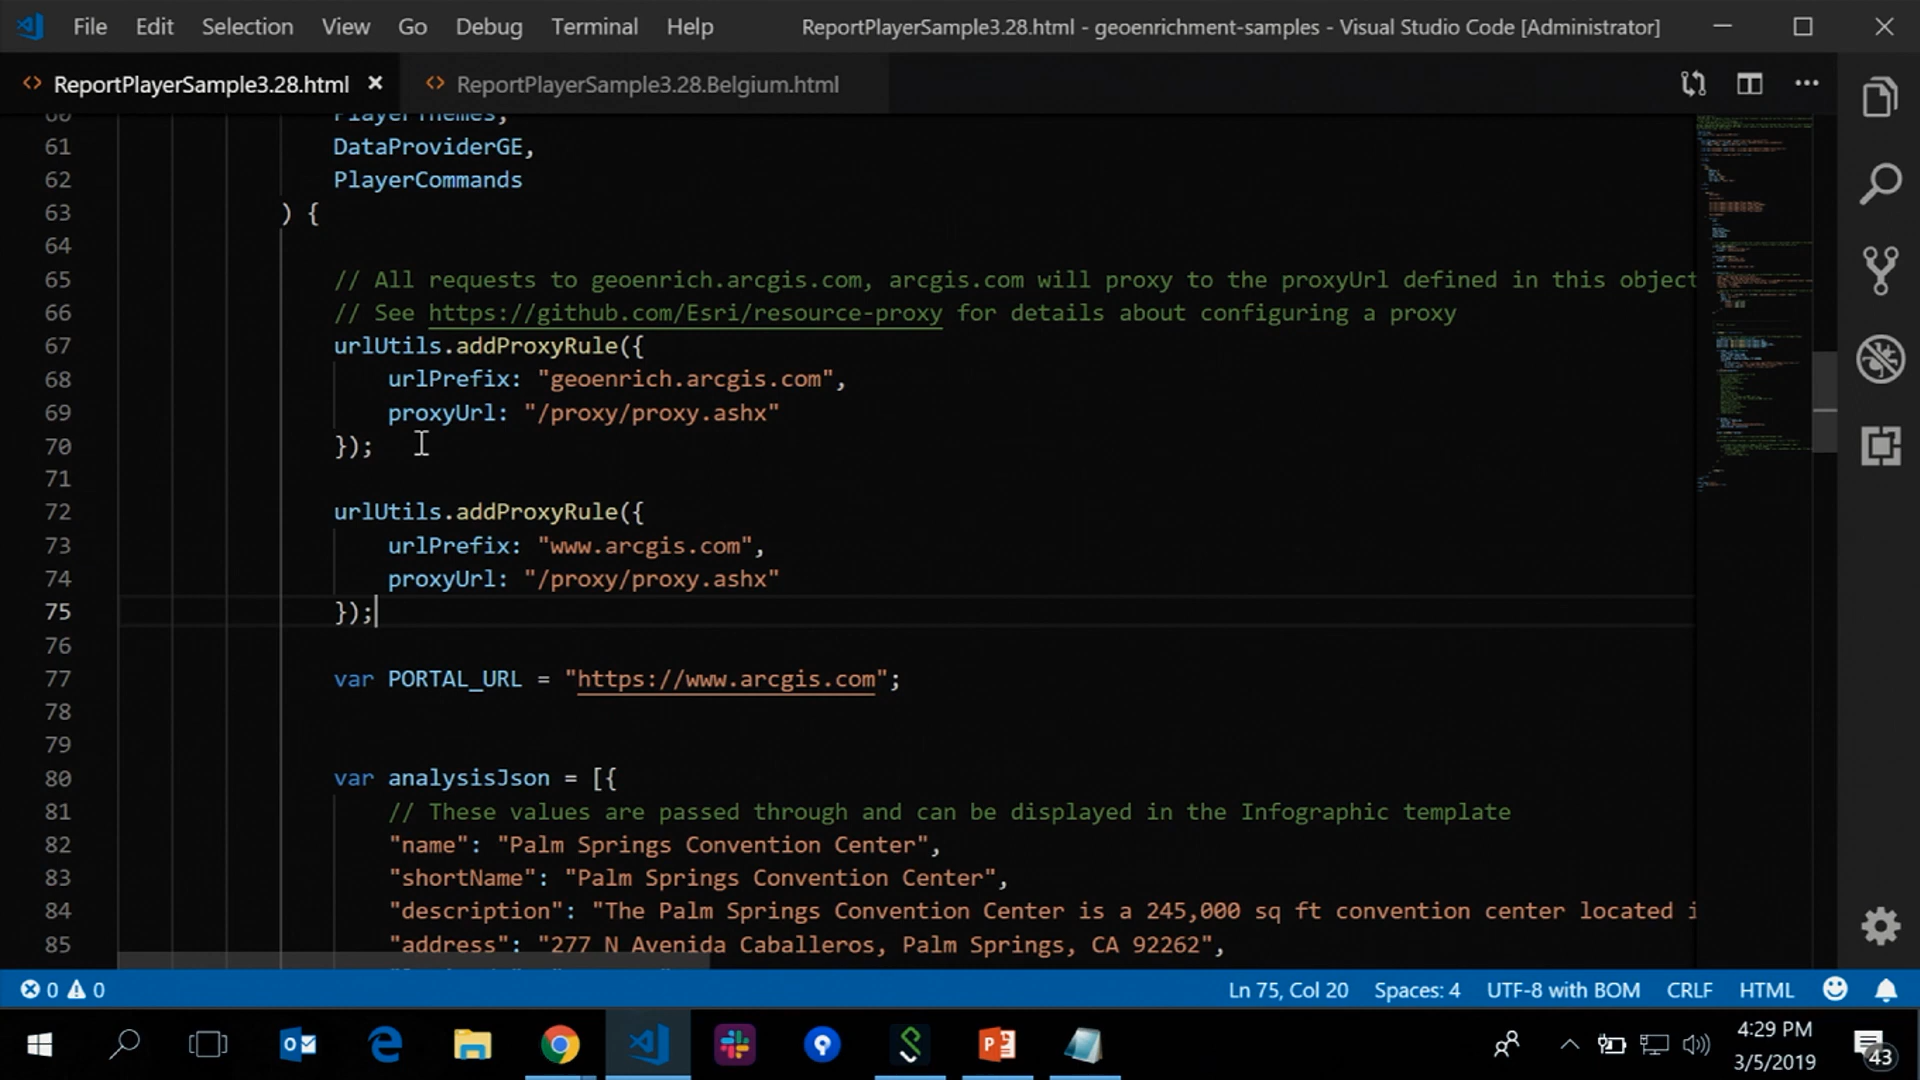 File Edit Selection View Go Debug Terminal Help ReportPlayerSample3.28.html - geoenrichment-samples - Visual Studio Code [Administrator]
ReportPlayerSample3.28.html ReportPlayerSample3.28.Belgium.html
60 PlayerThemes,
61 DataProviderGE,
62 PlayerCommands
63 ) {
64
65 // All requests to geoenrich.arcgis.com, arcgis.com will proxy to the proxyUrl defined in this object
66 // See https://github.com/Esri/resource-proxy for details about configuring a proxy
67 urlUtils.addProxyRule({
68 urlPrefix: "geoenrich.arcgis.com",
69 proxyUrl: "/proxy/proxy.ashx"
70 });
71
72 urlUtils.addProxyRule({
73 urlPrefix: "www.arcgis.com",
74 proxyUrl: "/proxy/proxy.ashx"
75 });
76
77 var PORTAL_URL = "https://www.arcgis.com";
78
79
80 var analysisJson = [{
81 // These values are passed through and can be displayed in the Infographic template
82 "name": "Palm Springs Convention Center",
83 "shortName": "Palm Springs Convention Center",
84 "description": "The Palm Springs Convention Center is a 245,000 sq ft convention center located i
85 "address": "277 N Avenida Caballeros, Palm Springs, CA 92262",
0 0 Ln 75, Col 20 Spaces: 4 UTF-8 with BOM CRLF HTML
4:29 PM
3/5/2019
43